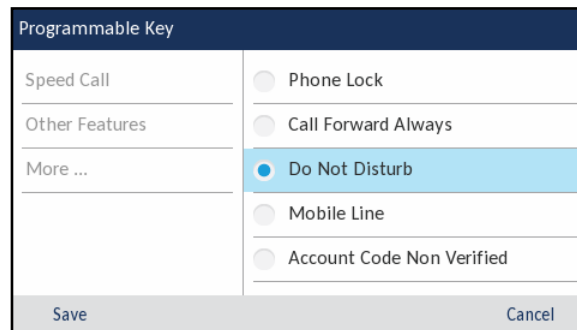 Programmable Key
Speed Call
Other Features
More ...
Phone Lock
Call Forward Always
Do Not Disturb
Mobile Line
Account Code Non Verified
Save
Cancel